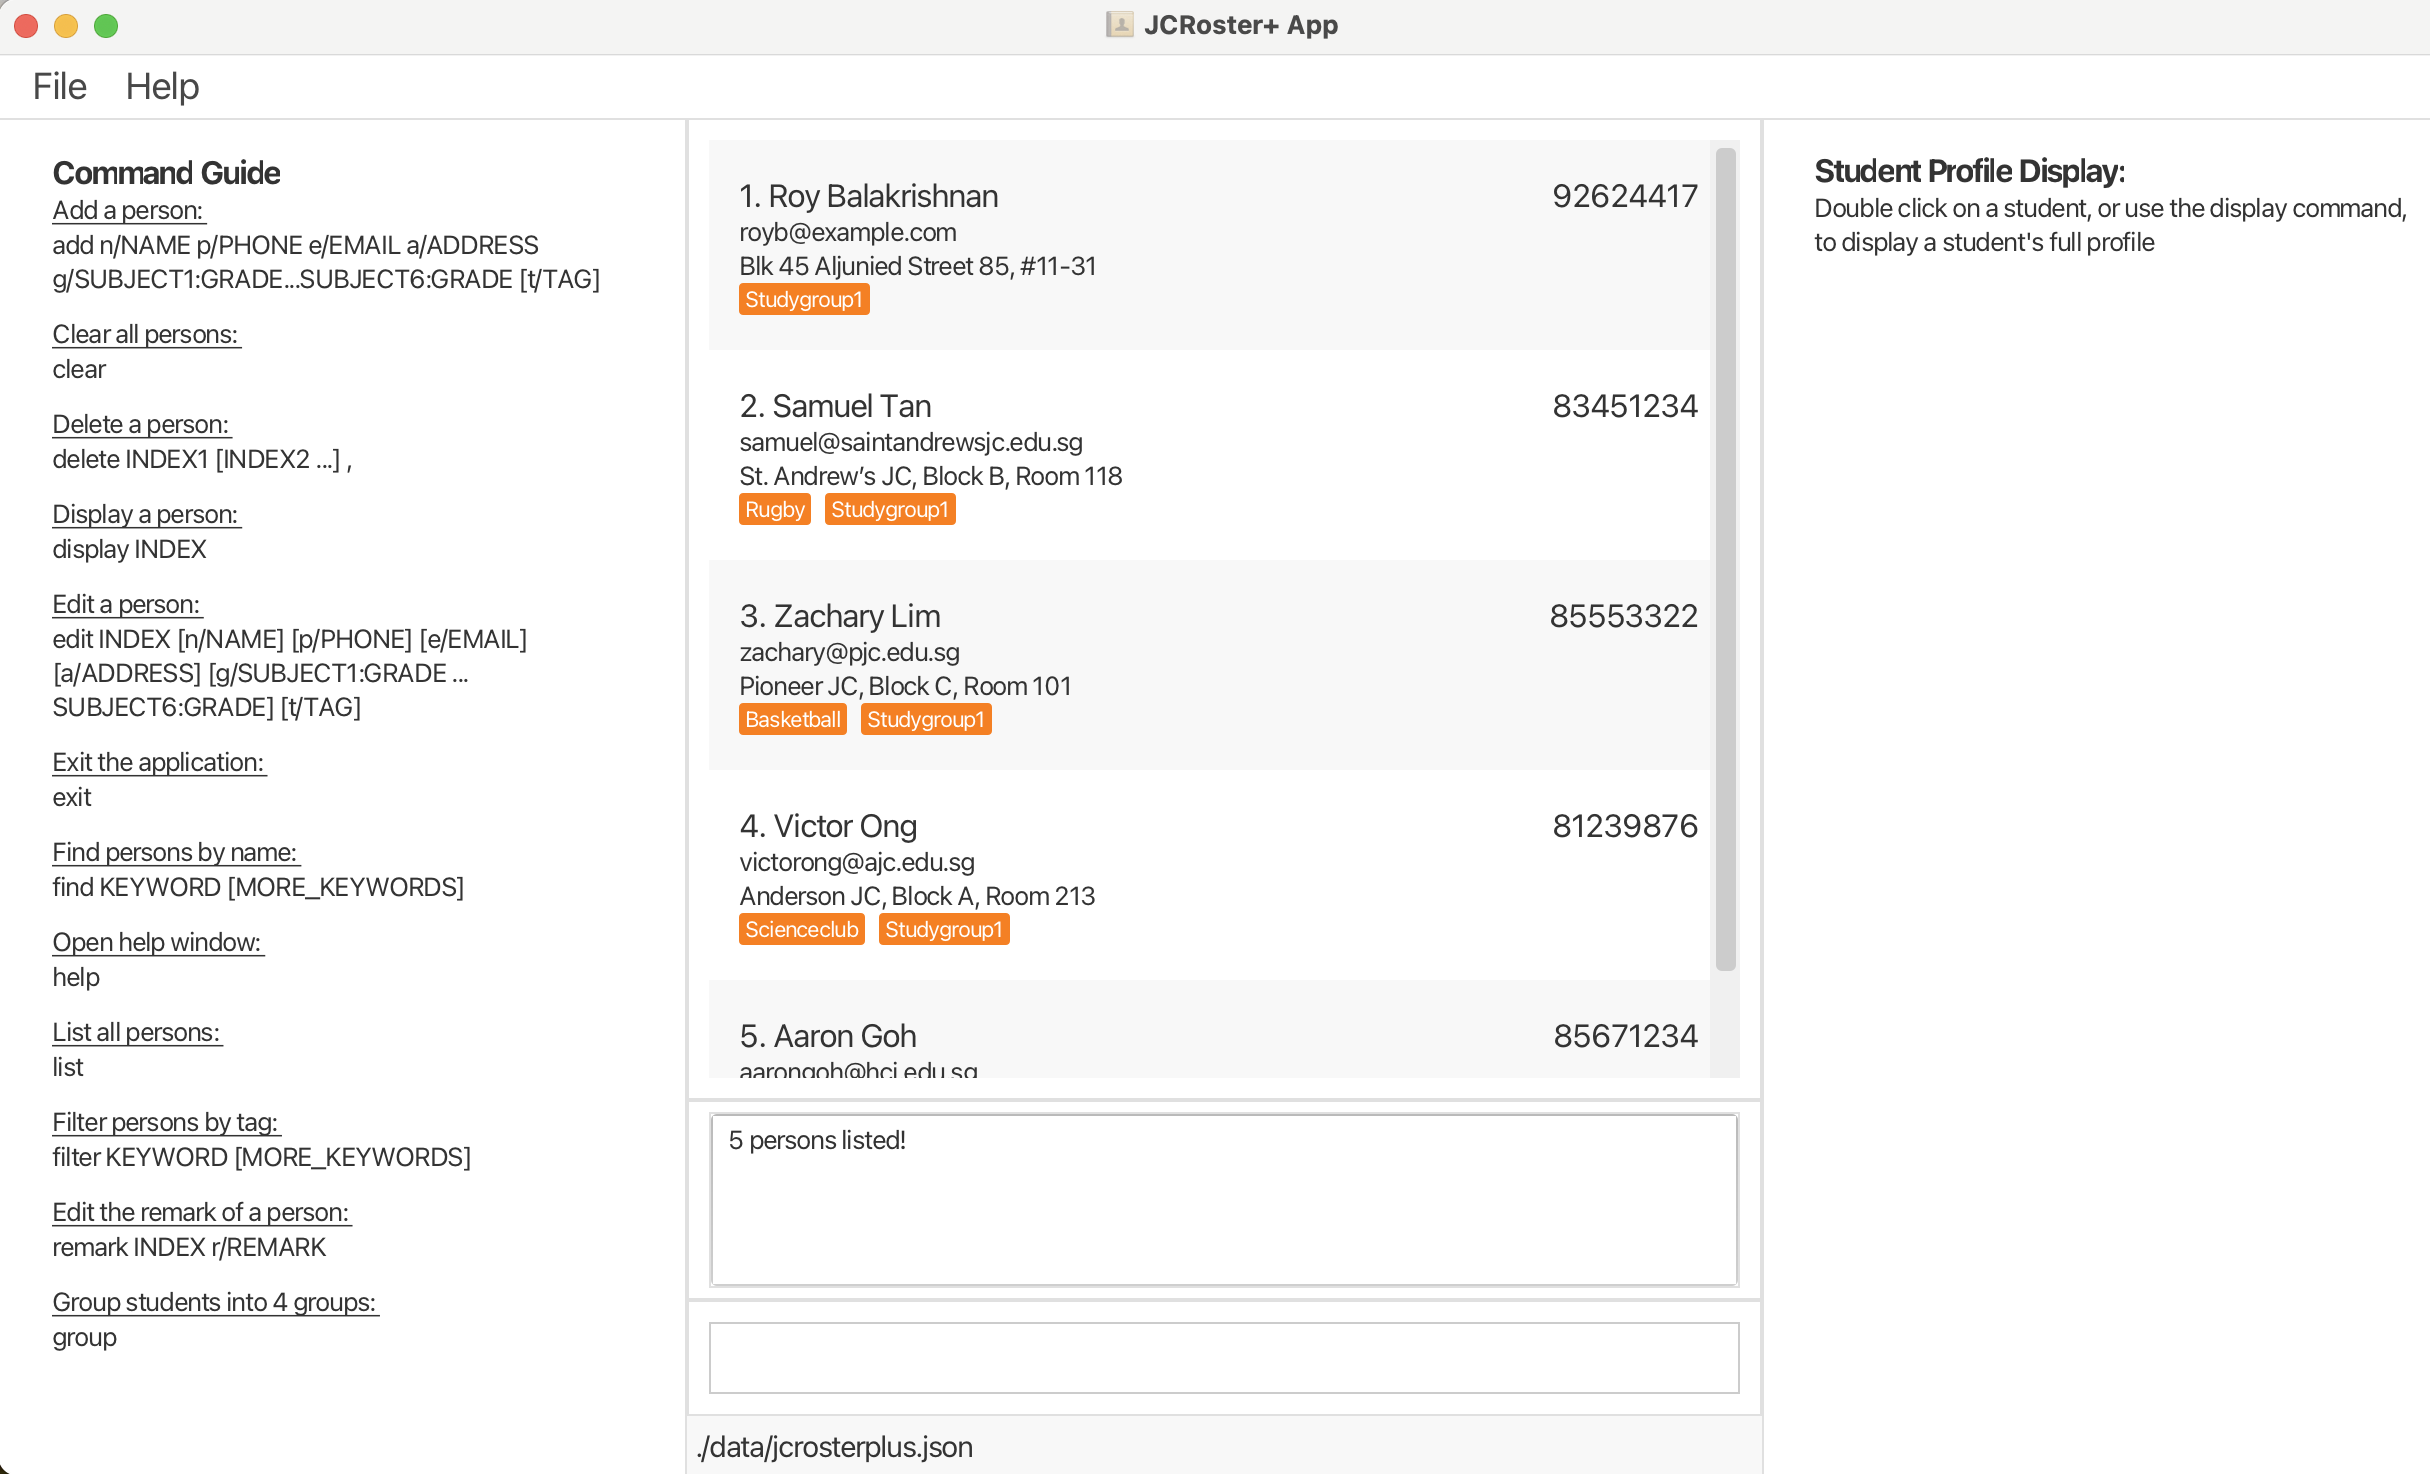 JCRoster+ App
File Help
Command Guide
Add a person:
add n/NAME p/PHONE e/EMAIL a/ADDRESS
g/SUBJECT1:GRADE...SUBJECT6:GRADE [t/TAG]
Clear all persons:
clear
Delete a person:
delete INDEX1 [INDEX2 ...] ,
Display a person:
display INDEX
Edit a person:
edit INDEX [n/NAME] [p/PHONE] [e/EMAIL]
[a/ADDRESS] [g/SUBJECT1:GRADE ...
SUBJECT6:GRADE] [t/TAG]
Exit the application:
exit
Find persons by name:
find KEYWORD [MORE_KEYWORDS]
Open help window:
help
List all persons:
list
Filter persons by tag:
filter KEYWORD [MORE_KEYWORDS]
Edit the remark of a person:
remark INDEX r/REMARK
Group students into 4 groups:
group
1. Roy Balakrishnan 92624417
royb@example.com
Blk 45 Aljunied Street 85, #11-31
Studygroup1
2. Samuel Tan 83451234
samuel@saintandrewsjc.edu.sg
St. Andrew’s JC, Block B, Room 118
Rugby Studygroup1
3. Zachary Lim 85553322
zachary@pjc.edu.sg
Pioneer JC, Block C, Room 101
Basketball Studygroup1
4. Victor Ong 81239876
victorong@ajc.edu.sg
Anderson JC, Block A, Room 213
Scienceclub Studygroup1
5. Aaron Goh 85671234
aarongoh@hci.edu.sg
5 persons listed!
./data/jcrosterplus.json
Student Profile Display:
Double click on a student, or use the display command,
to display a student's full profile